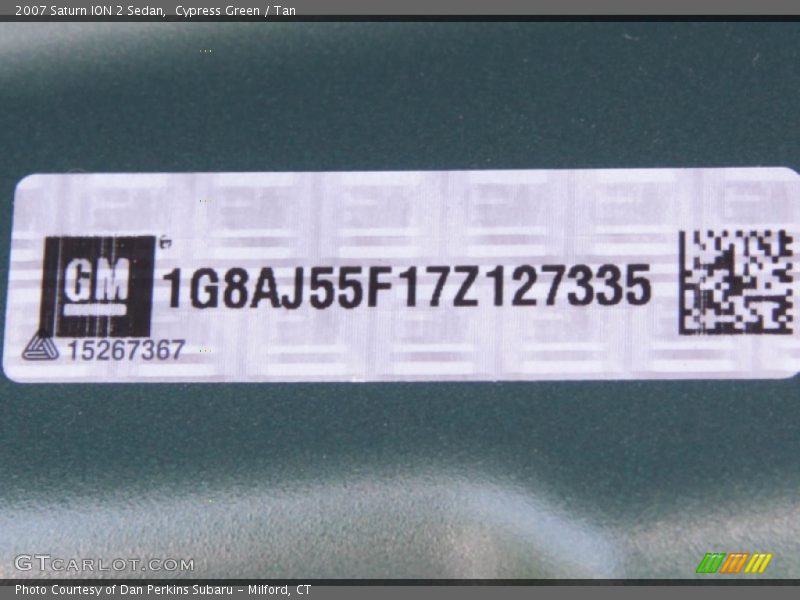 2007 Saturn ION 2 Sedan,  Cypress Green / Tan
GM
1G8AJ55F17Z127335
15267367
GTCARLOT.COM
Photo Courtesy of Dan Perkins Subaru - Milford, CT